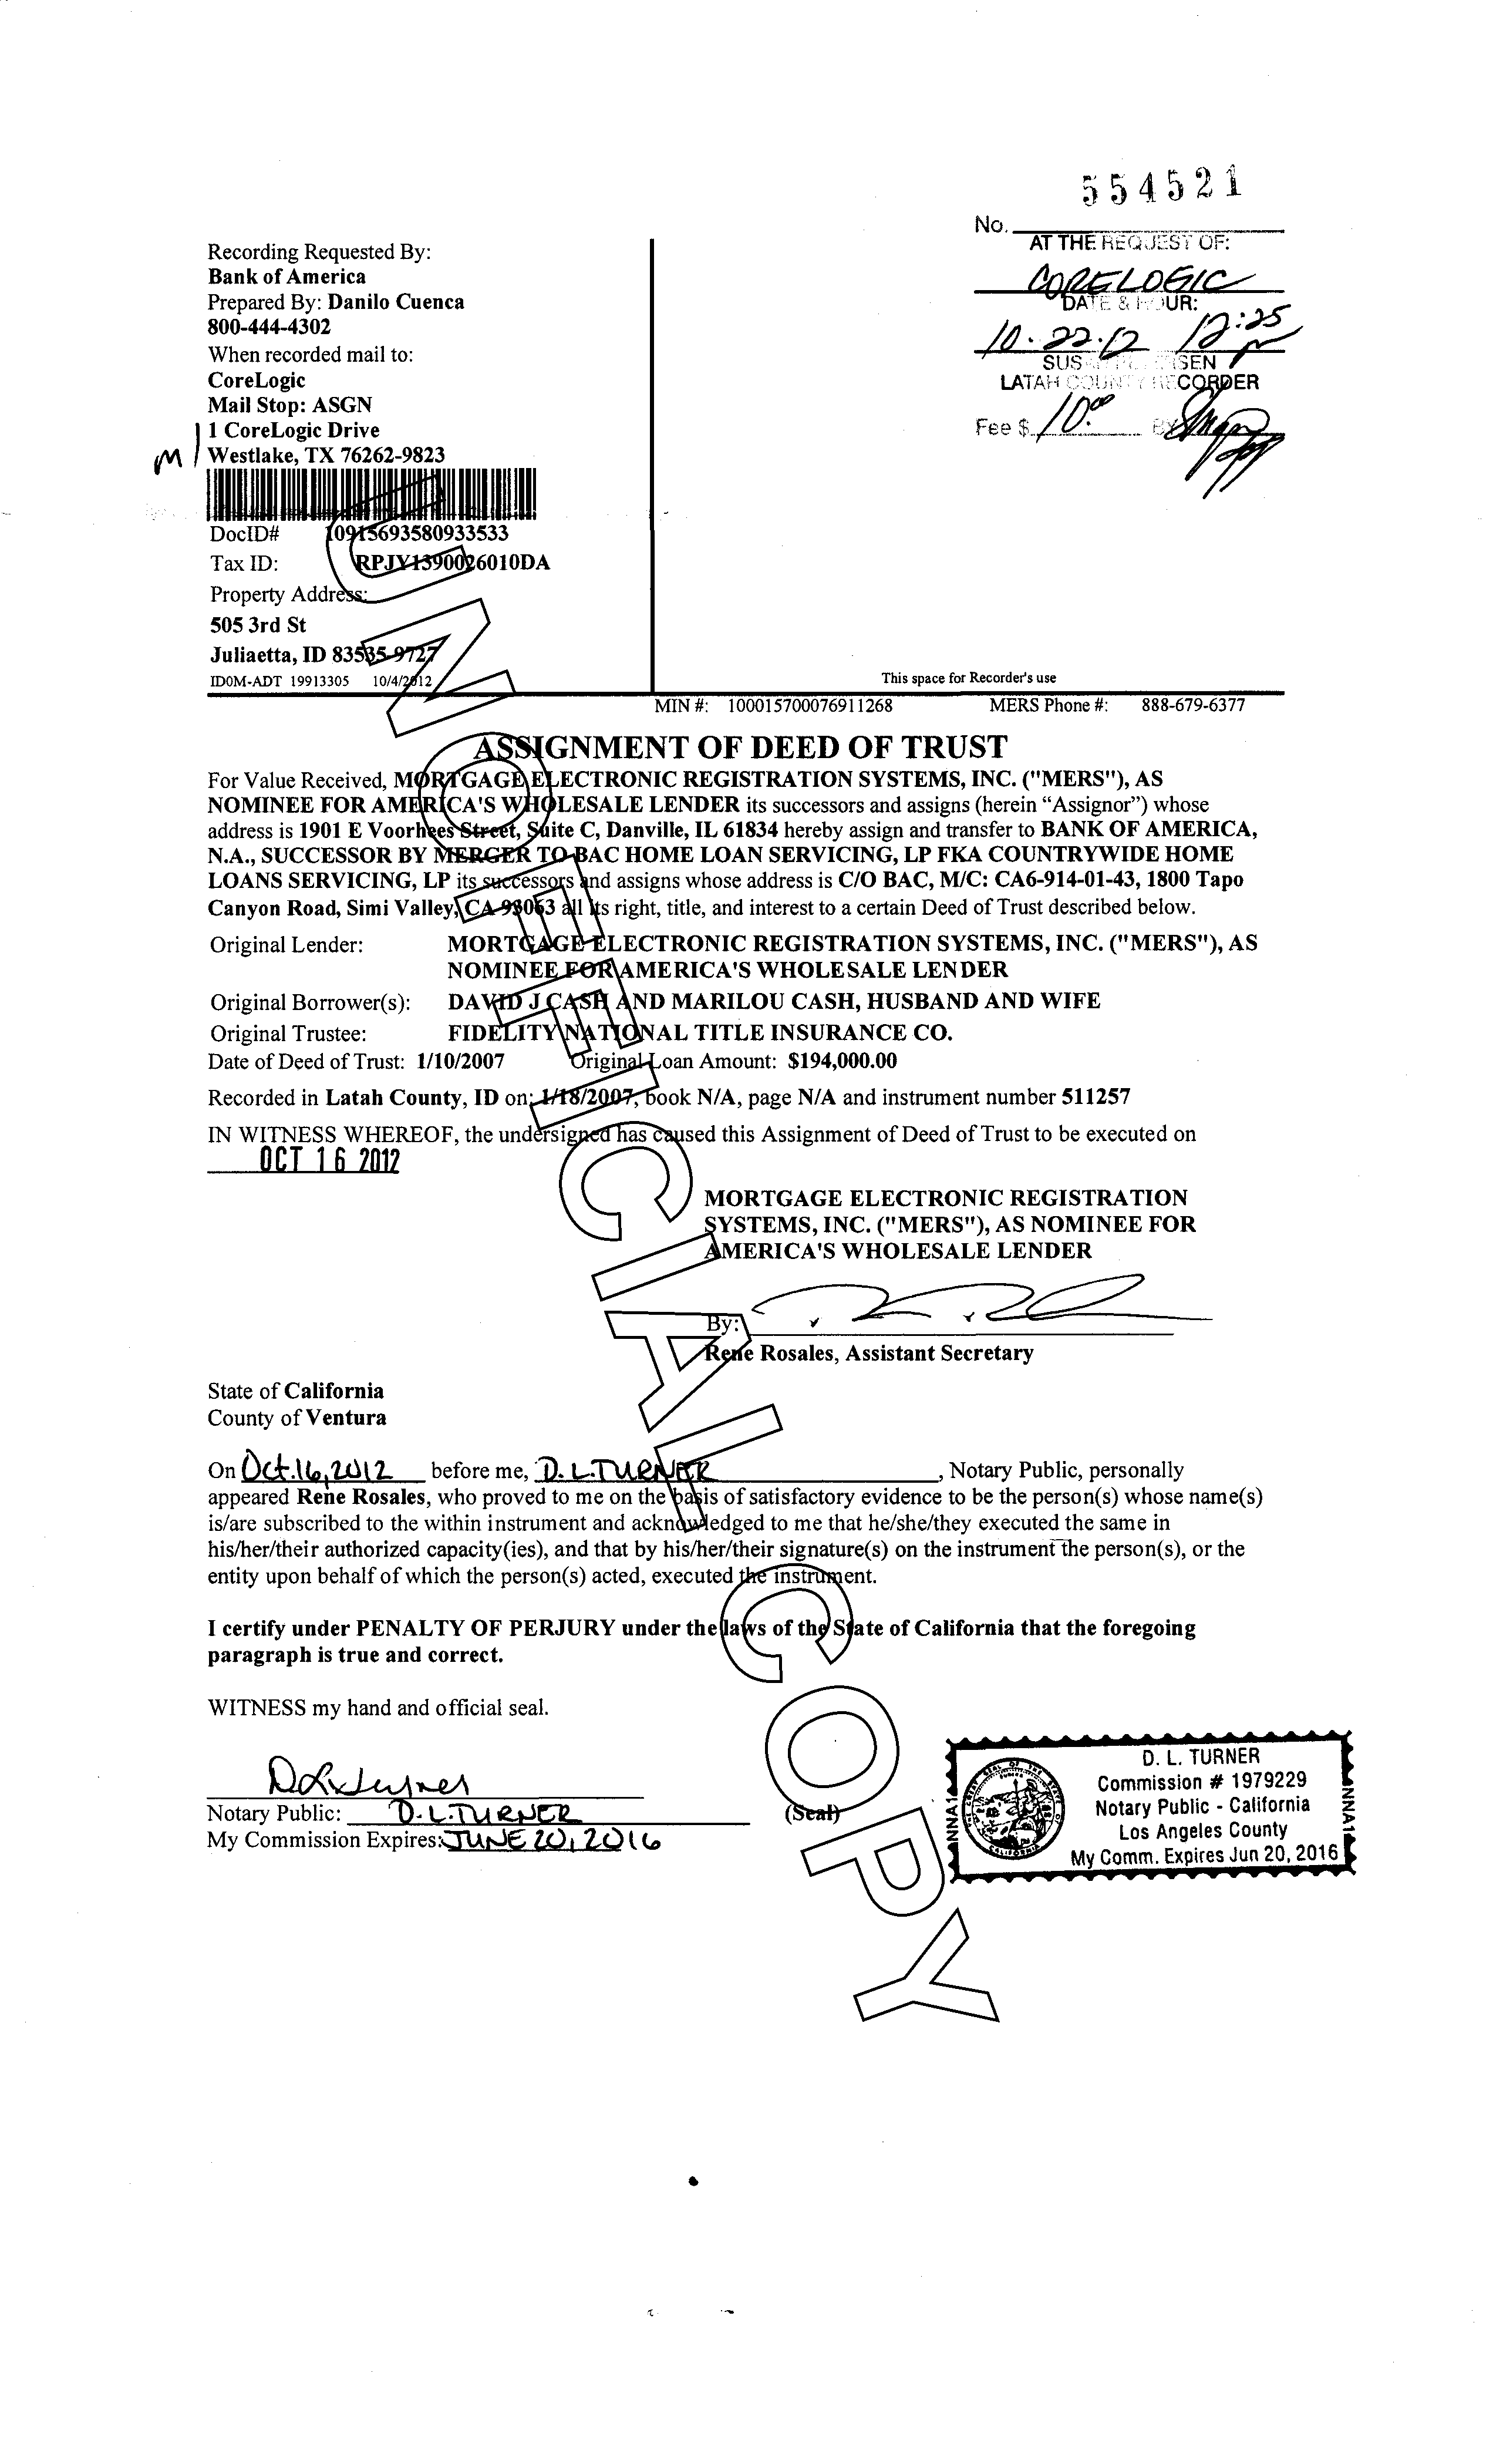 554521
No.
AT THE REQUEST OF:
CORELOGIC
DATE & HOUR:
10.22.12 12:25
LATAH COUNTY RECORDER
Fee $ 10.00 BY
Recording Requested By:
Bank of America
Prepared By: Danilo Cuenca
800-444-4302
When recorded mail to:
CoreLogic
Mail Stop: ASGN
1 CoreLogic Drive
M Westlake, TX 76262-9823
DocID# 10915693580933533
Tax ID: RPJY1390026010DA
Property Address:
505 3rd St
Juliaetta, ID 83535-9727
ID0M-ADT 19913305 10/4/2012
This space for Recorder's use
MIN #: 100015700076911268 MERS Phone #: 888-679-6377
ASSIGNMENT OF DEED OF TRUST
For Value Received, MORTGAGE ELECTRONIC REGISTRATION SYSTEMS, INC. ("MERS"), AS
NOMINEE FOR AMERICA'S WHOLESALE LENDER its successors and assigns (herein "Assignor") whose
address is 1901 E Voorhees Street, Suite C, Danville, IL 61834 hereby assign and transfer to BANK OF AMERICA,
N.A., SUCCESSOR BY MERGER TO BAC HOME LOAN SERVICING, LP FKA COUNTRYWIDE HOME
LOANS SERVICING, LP its successors and assigns whose address is C/O BAC, M/C: CA6-914-01-43, 1800 Tapo
Canyon Road, Simi Valley, CA 93063 all its right, title, and interest to a certain Deed of Trust described below.
Original Lender: MORTGAGE ELECTRONIC REGISTRATION SYSTEMS, INC. ("MERS"), AS
NOMINEE FOR AMERICA'S WHOLESALE LENDER
Original Borrower(s): DAVID J CASH AND MARILOU CASH, HUSBAND AND WIFE
Original Trustee: FIDELITY NATIONAL TITLE INSURANCE CO.
Date of Deed of Trust: 1/10/2007 Original Loan Amount: $194,000.00
Recorded in Latah County, ID on: 1/18/2007, book N/A, page N/A and instrument number 511257
IN WITNESS WHEREOF, the undersigned has caused this Assignment of Deed of Trust to be executed on
OCT 16 2012
MORTGAGE ELECTRONIC REGISTRATION
SYSTEMS, INC. ("MERS"), AS NOMINEE FOR
AMERICA'S WHOLESALE LENDER
By:
Rene Rosales, Assistant Secretary
State of California
County of Ventura
On Oct.16,2012 before me, D.L.TURNER, Notary Public, personally
appeared Rene Rosales, who proved to me on the basis of satisfactory evidence to be the person(s) whose name(s)
is/are subscribed to the within instrument and acknowledged to me that he/she/they executed the same in
his/her/their authorized capacity(ies), and that by his/her/their signature(s) on the instrument the person(s), or the
entity upon behalf of which the person(s) acted, executed the instrument.
I certify under PENALTY OF PERJURY under the laws of the State of California that the foregoing
paragraph is true and correct.
WITNESS my hand and official seal.
Notary Public: D.L.TURNER (Seal)
My Commission Expires: JUNE 20, 2016
D. L. TURNER
Commission # 1979229
Notary Public - California
Los Angeles County
My Comm. Expires Jun 20, 2016
NNA1
NNA1
UNOFFICIAL COPY